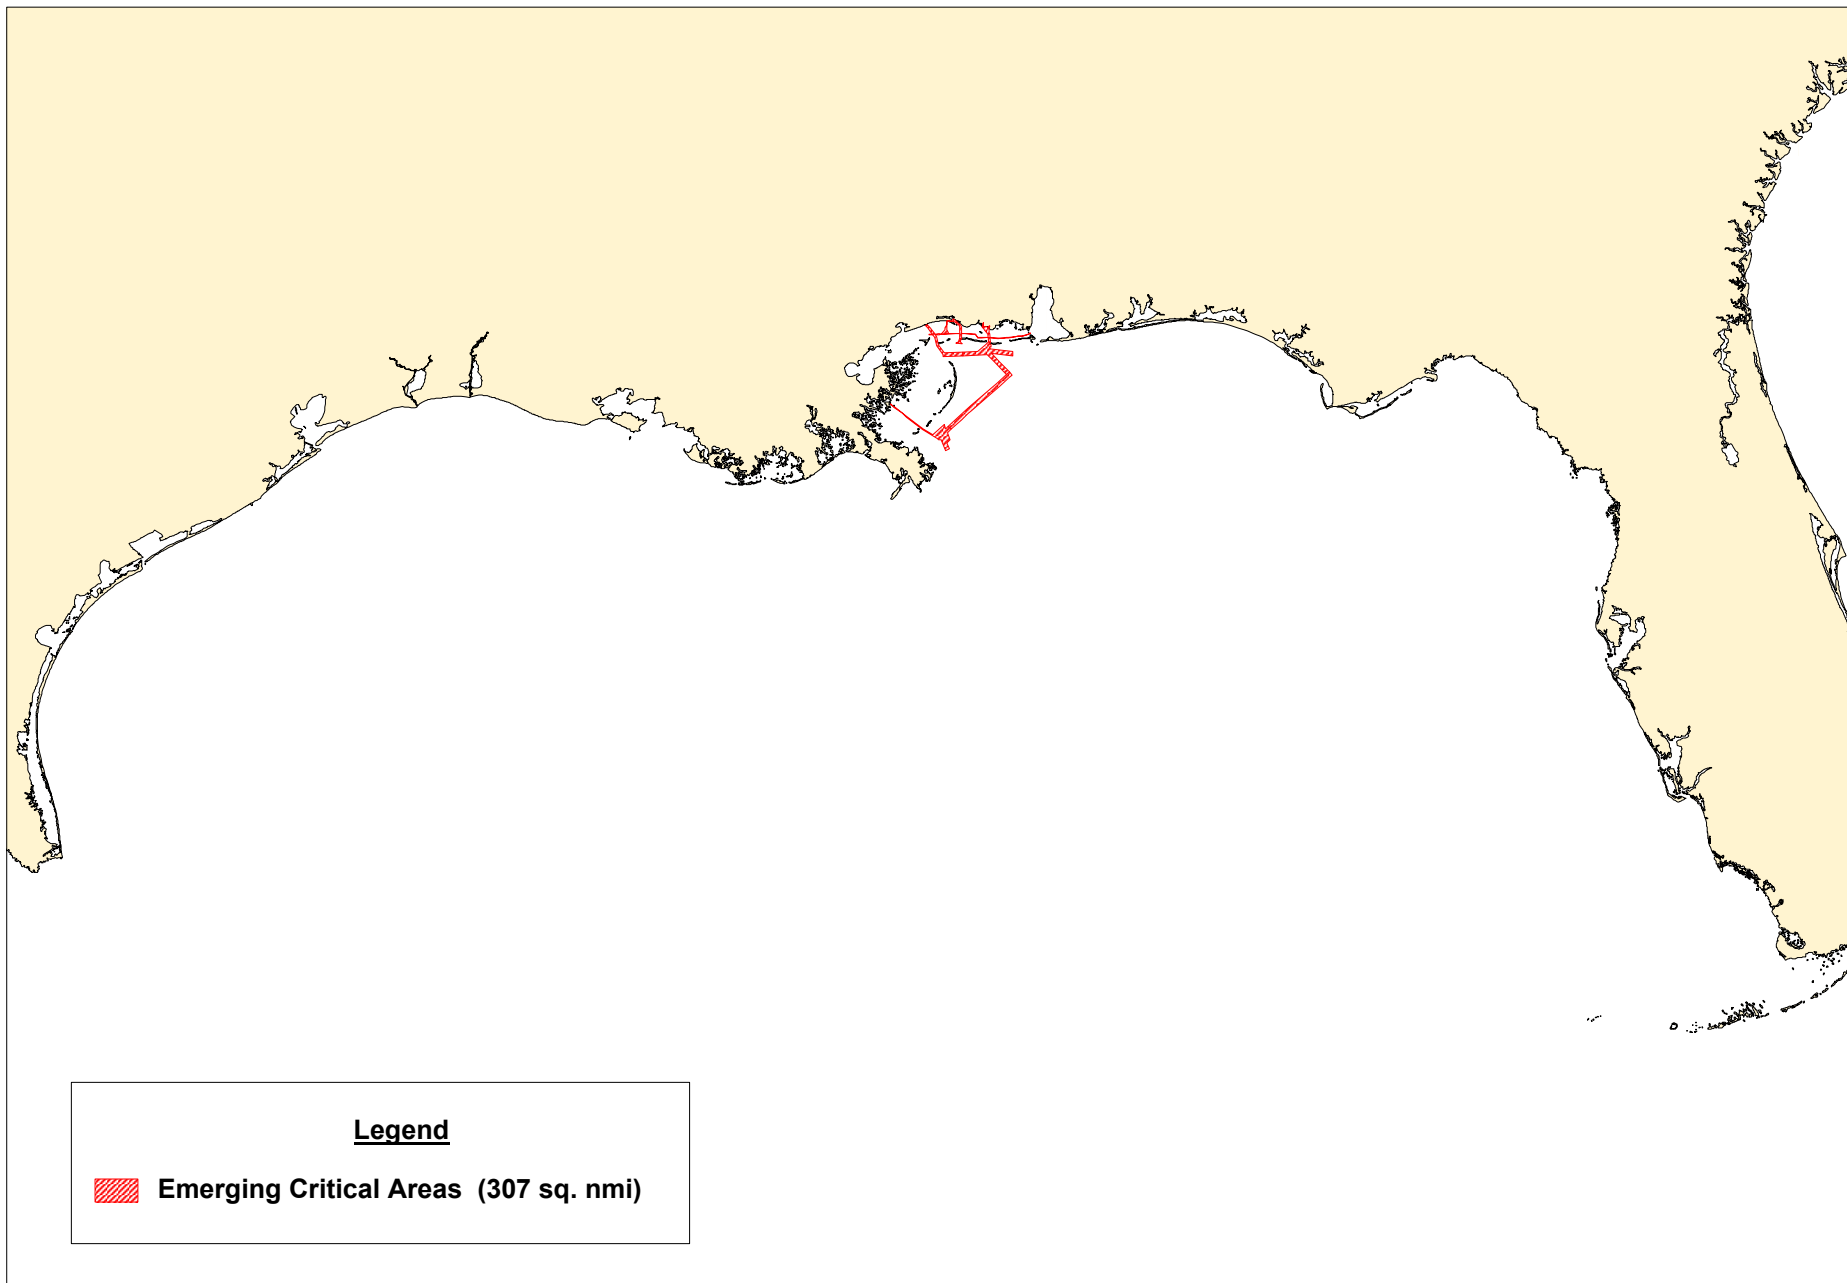 Legend
Emerging Critical Areas (307 sq. nmi)